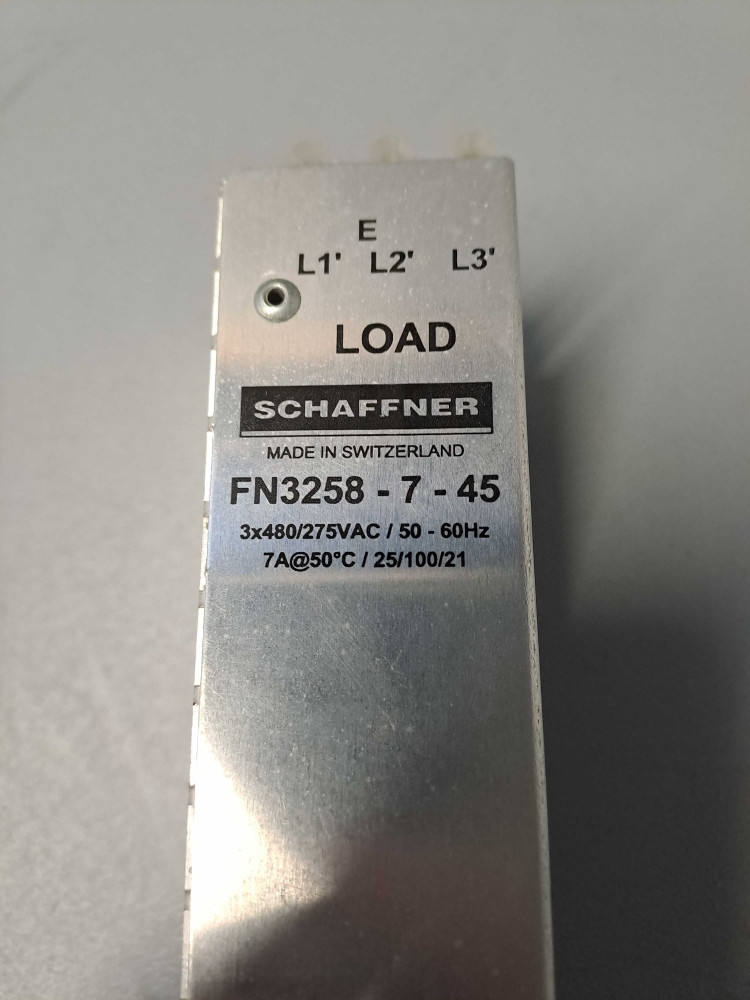 E
L1' L2' L3'
LOAD
SCHAFFNER
MADE IN SWITZERLAND
FN3258 - 7 - 45
3x480/275VAC / 50 - 60Hz
7A@50°C / 25/100/21